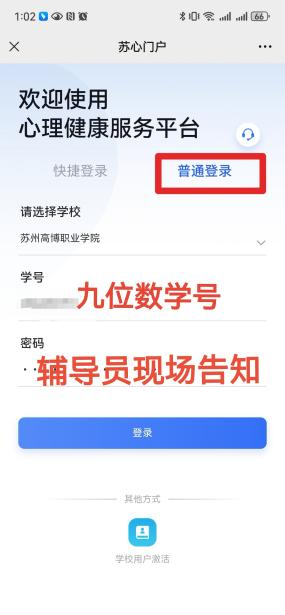 1:02
66
苏心门户
欢迎使用
心理健康服务平台
快捷登录
普通登录
请选择学校
苏州高博职业学院
学号
九位数学号
密码
辅导员现场告知
登录
其他方式
学校用户激活